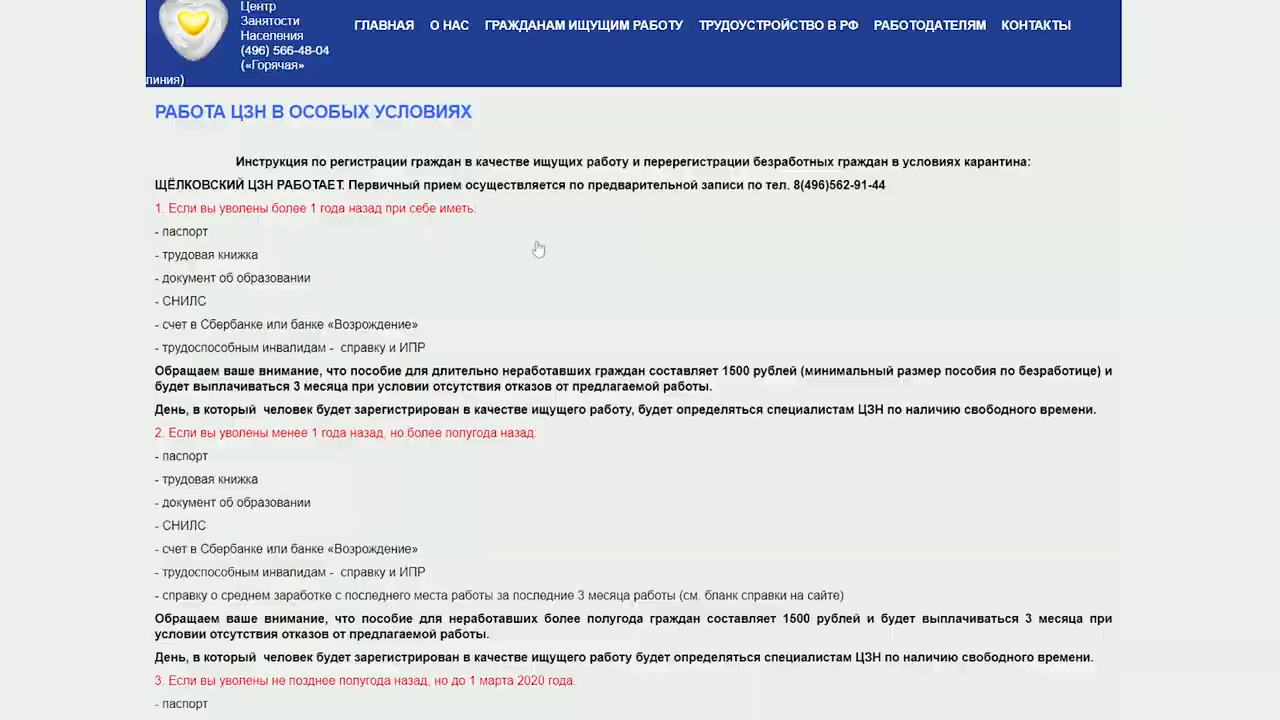 Центр
Занятости
Населения
(496) 566-48-04
(«Горячая»
линия)
ГЛАВНАЯ О НАС ГРАЖДАНАМ ИЩУЩИМ РАБОТУ ТРУДОУСТРОЙСТВО В РФ РАБОТОДАТЕЛЯМ КОНТАКТЫ
РАБОТА ЦЗН В ОСОБЫХ УСЛОВИЯХ
Инструкция по регистрации граждан в качестве ищущих работу и перерегистрации безработных граждан в условиях карантина:
ЩЁЛКОВСКИЙ ЦЗН РАБОТАЕТ. Первичный прием осуществляется по предварительной записи по тел. 8(496)562-91-44
1. Если вы уволены более 1 года назад при себе иметь:
- паспорт
- трудовая книжка
- документ об образовании
- СНИЛС
- счет в Сбербанке или банке «Возрождение»
- трудоспособным инвалидам - справку и ИПР
Обращаем ваше внимание, что пособие для длительно неработавших граждан составляет 1500 рублей (минимальный размер пособия по безработице) и
будет выплачиваться 3 месяца при условии отсутствия отказов от предлагаемой работы.
День, в который человек будет зарегистрирован в качестве ищущего работу, будет определяться специалистам ЦЗН по наличию свободного времени.
2. Если вы уволены менее 1 года назад, но более полугода назад:
- паспорт
- трудовая книжка
- документ об образовании
- СНИЛС
- счет в Сбербанке или банке «Возрождение»
- трудоспособным инвалидам - справку и ИПР
- справку о среднем заработке с последнего места работы за последние 3 месяца работы (см. бланк справки на сайте)
Обращаем ваше внимание, что пособие для неработавших более полугода граждан составляет 1500 рублей и будет выплачиваться 3 месяца при
условии отсутствия отказов от предлагаемой работы.
День, в который человек будет зарегистрирован в качестве ищущего работу будет определяться специалистам ЦЗН по наличию свободного времени.
3. Если вы уволены не позднее полугода назад, но до 1 марта 2020 года:
- паспорт